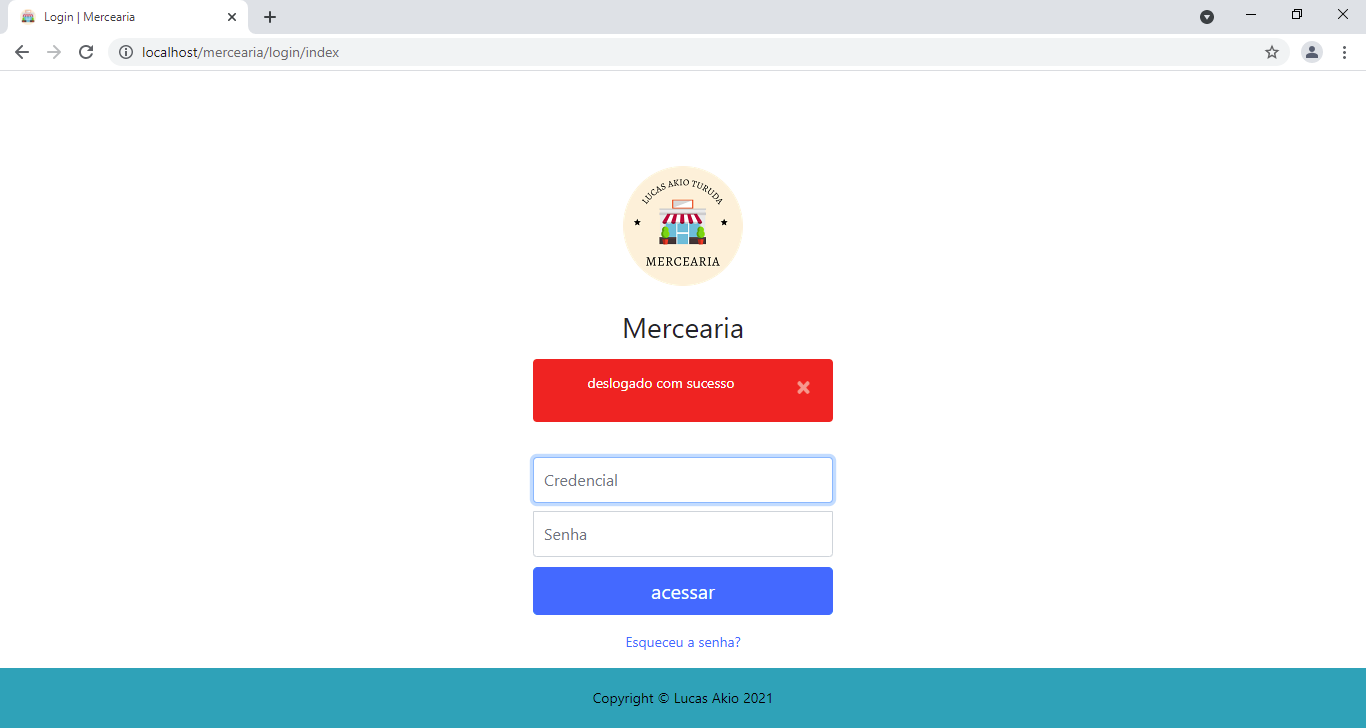 Login | Mercearia
localhost/mercearia/login/index
LUCAS AKIO TURUDA
MERCEARIA
Mercearia
deslogado com sucesso
Credencial
Senha
acessar
Esqueceu a senha?
Copyright © Lucas Akio 2021